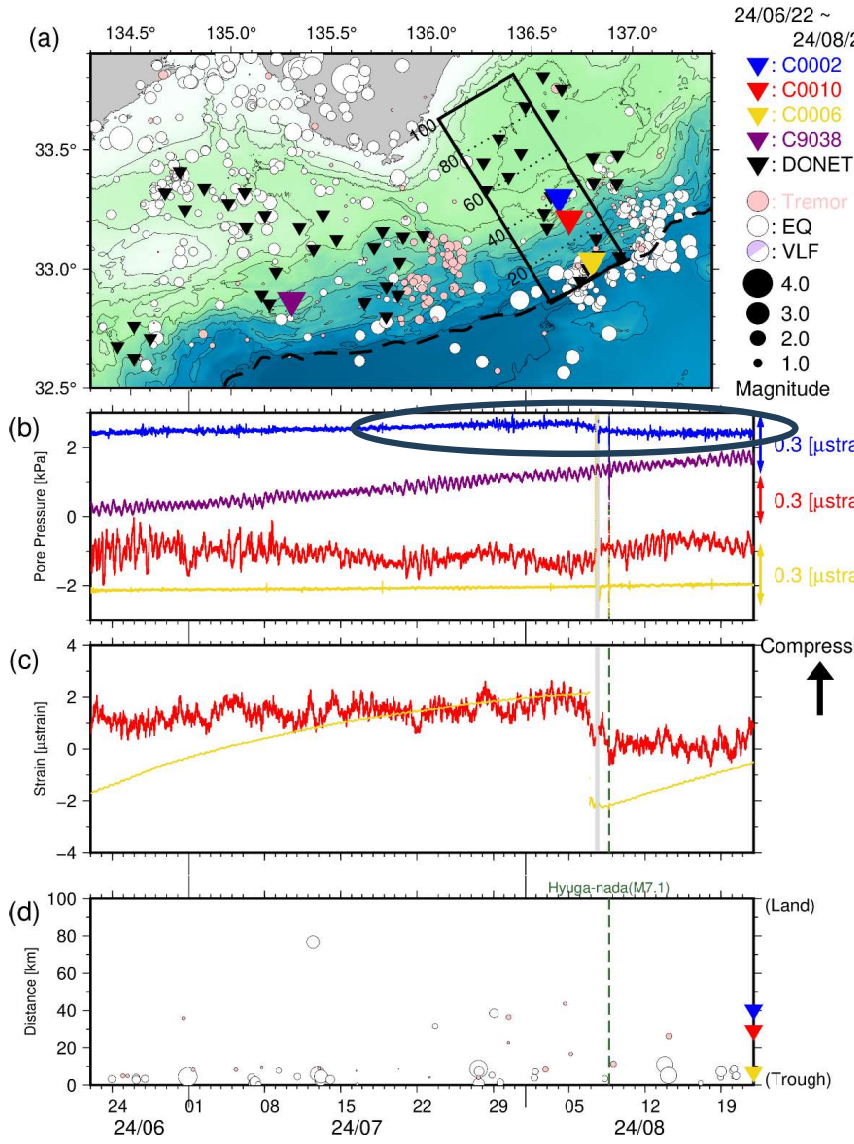 24/06/22 ~
24/08/2
(a)
134.5° 135.0° 135.5° 136.0° 136.5° 137.0°
33.5°
33.0°
32.5°
100
80
60
40
20
: C0002
: C0010
: C0006
: C9038
: DONET
: Tremor
: EQ
: VLF
4.0
3.0
2.0
1.0
Magnitude
(b)
Pore Pressure [kPa]
2
0
−2
0.3 [μstra
0.3 [μstra
0.3 [μstra
(c)
Strain [μstrain]
4
2
0
−2
−4
Compress
(d)
Hyuga-nada(M7.1)
Distance [km]
100
80
60
40
20
0
(Land)
(Trough)
24 01 08 15 22 29 05 12 19
24/06 24/07 24/08